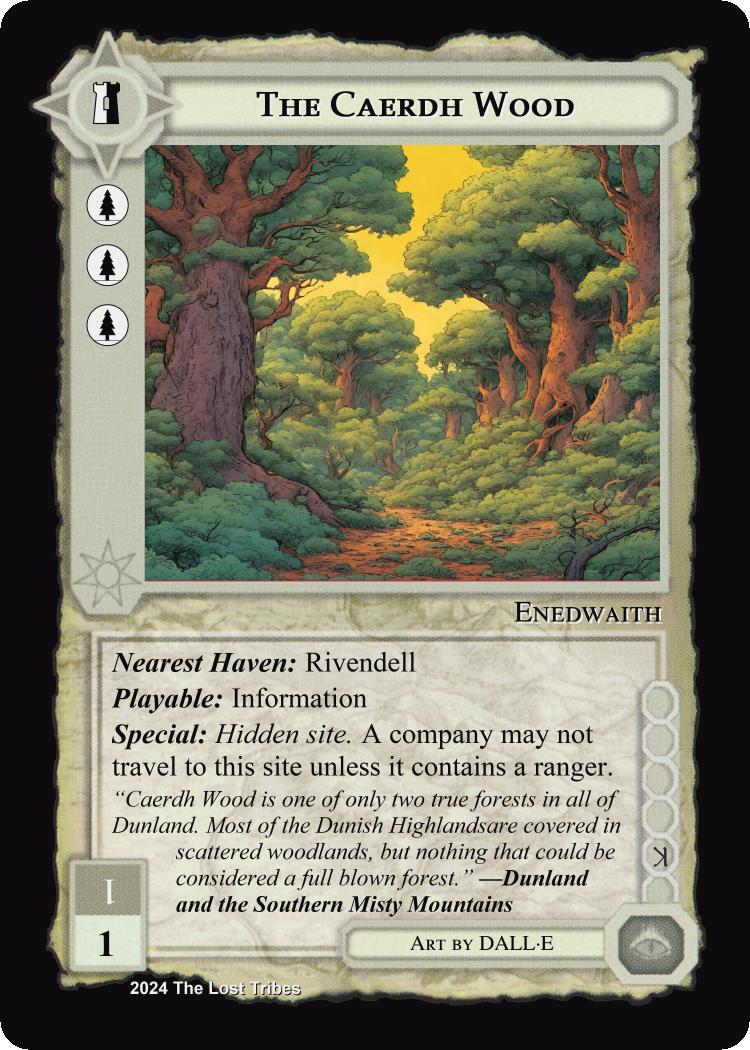 The Caerdh Wood
Enedwaith
Nearest Haven: Rivendell
Playable: Information
Special: Hidden site. A company may not
travel to this site unless it contains a ranger.
“Caerdh Wood is one of only two true forests in all of
Dunland. Most of the Dunish Highlandsare covered in
scattered woodlands, but nothing that could be
considered a full blown forest.” —Dunland
and the Southern Misty Mountains
K
1
1
Art by DALL·E
2024 The Lost Tribes